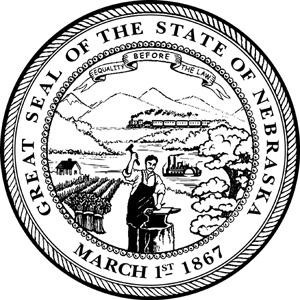 GREAT SEAL OF THE STATE OF NEBRASKA
EQUALITY BEFORE THE LAW
MARCH 1ST 1867